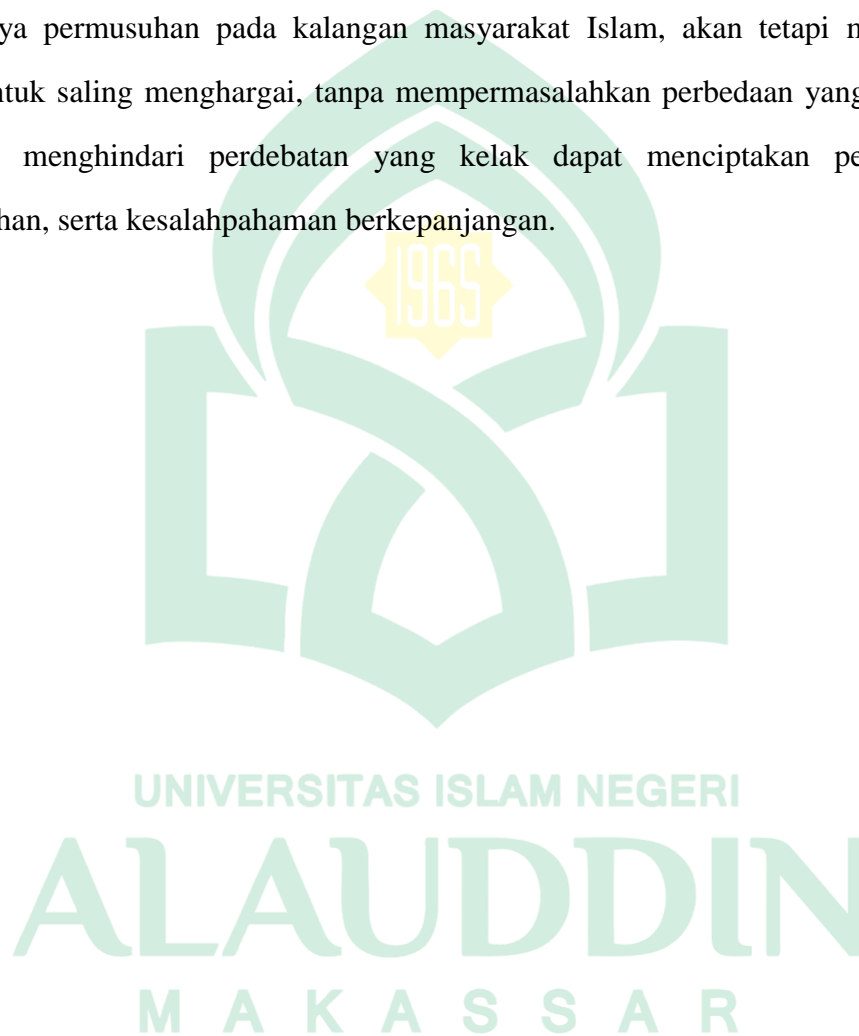 ya permusuhan pada kalangan masyarakat Islam, akan tetapi m
ntuk saling menghargai, tanpa mempermasalahkan perbedaan yang
menghindari perdebatan yang kelak dapat menciptakan pe
han, serta kesalahpahaman berkepanjangan.
1965
UNIVERSITAS ISLAM NEGERI
ALAUDDIN
MAKASSAR